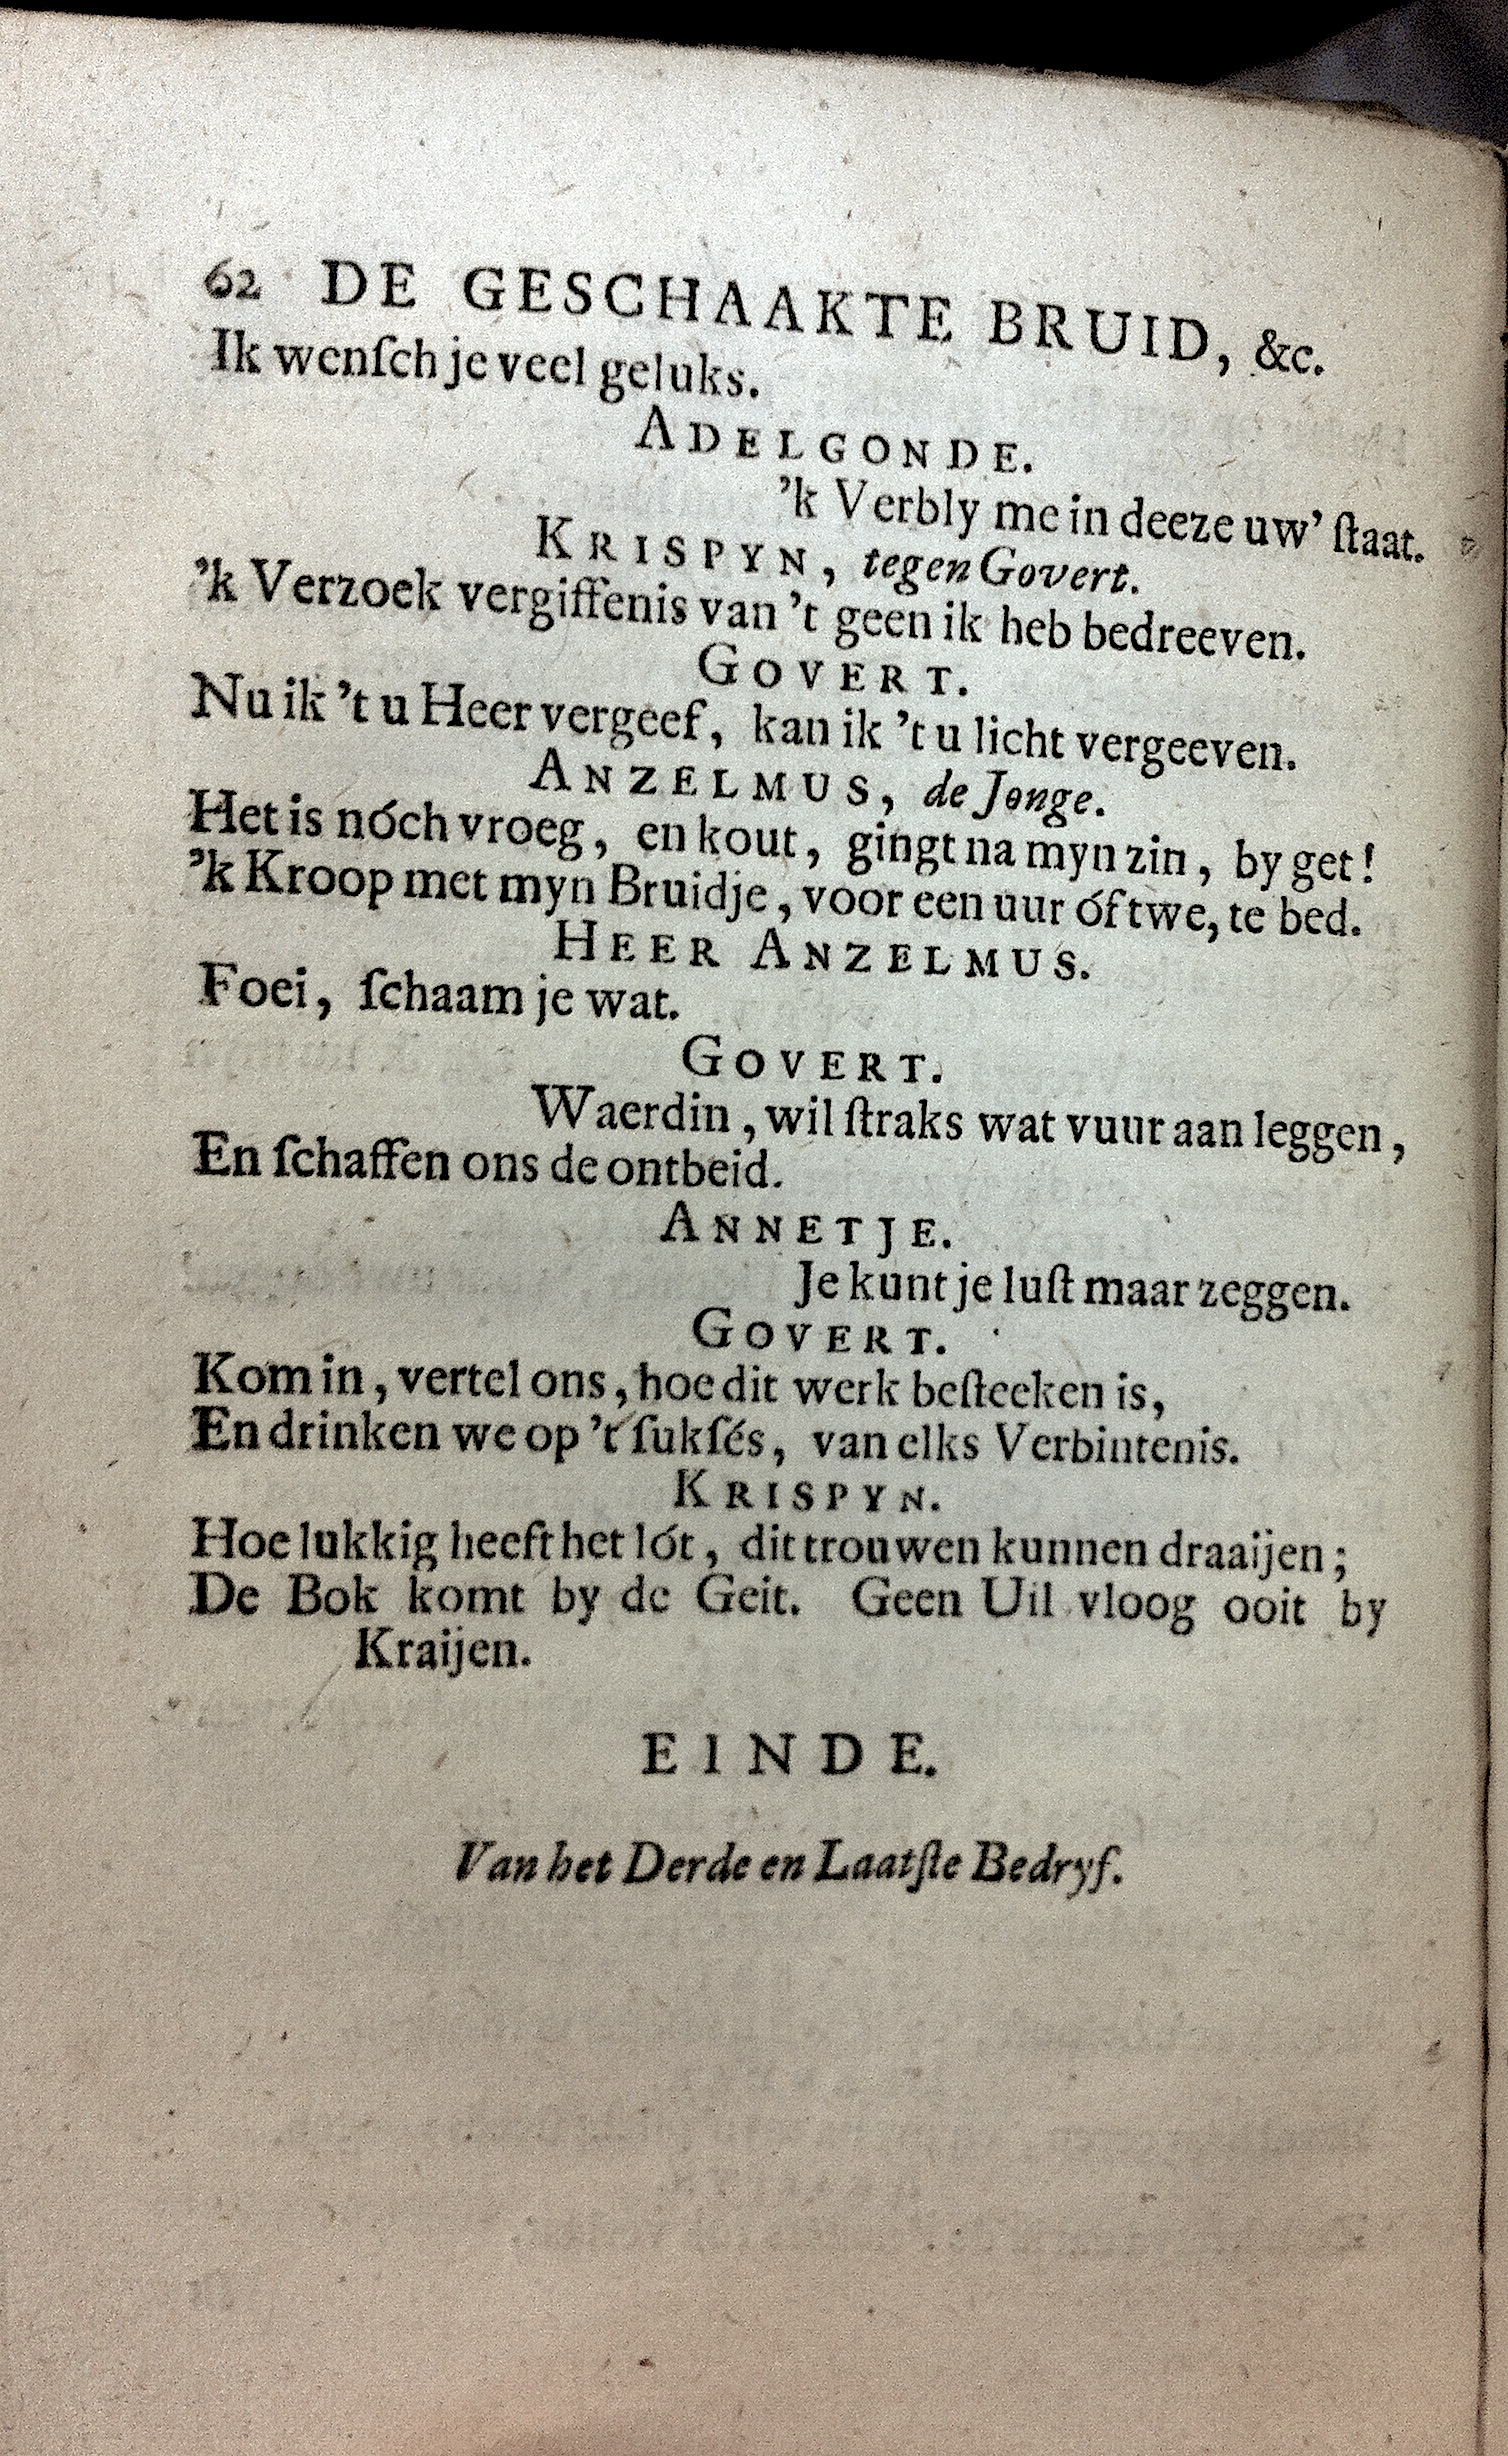 62 DE GESCHAAKTE BRUID, &c.
Ik wenſch je veel geluks.
ADELGONDE.
'k Verbly me in deeze uw' ſtaat.
KRISPYN, tegen Govert.
'k Verzoek vergiffenis van 't geen ik heb bedreeven.
GOVERT.
Nu ik 't u Heer vergeef, kan ik 't u licht vergeeven.
ANZELMUS, de Jonge.
Het is nóch vroeg, en kout, gingt na myn zin, by get!
'k Kroop met myn Bruidje, voor een uur óf twe, te bed.
HEER ANZELMUS.
Foei, ſchaam je wat.
GOVERT.
Waerdin, wil ſtraks wat vuur aan leggen,
En ſchaffen ons de ontbeid.
ANNETJE.
Je kunt je luſt maar zeggen.
GOVERT.
Kom in, vertel ons, hoe dit werk beſteeken is,
En drinken we op 't ſukſés, van elks Verbintenis.
KRISPYN.
Hoe lukkig heeft het lót, dit trouwen kunnen draaijen;
De Bok komt by de Geit. Geen Uil vloog ooit by
Kraijen.
EINDE.
Van het Derde en Laatſte Bedryf.